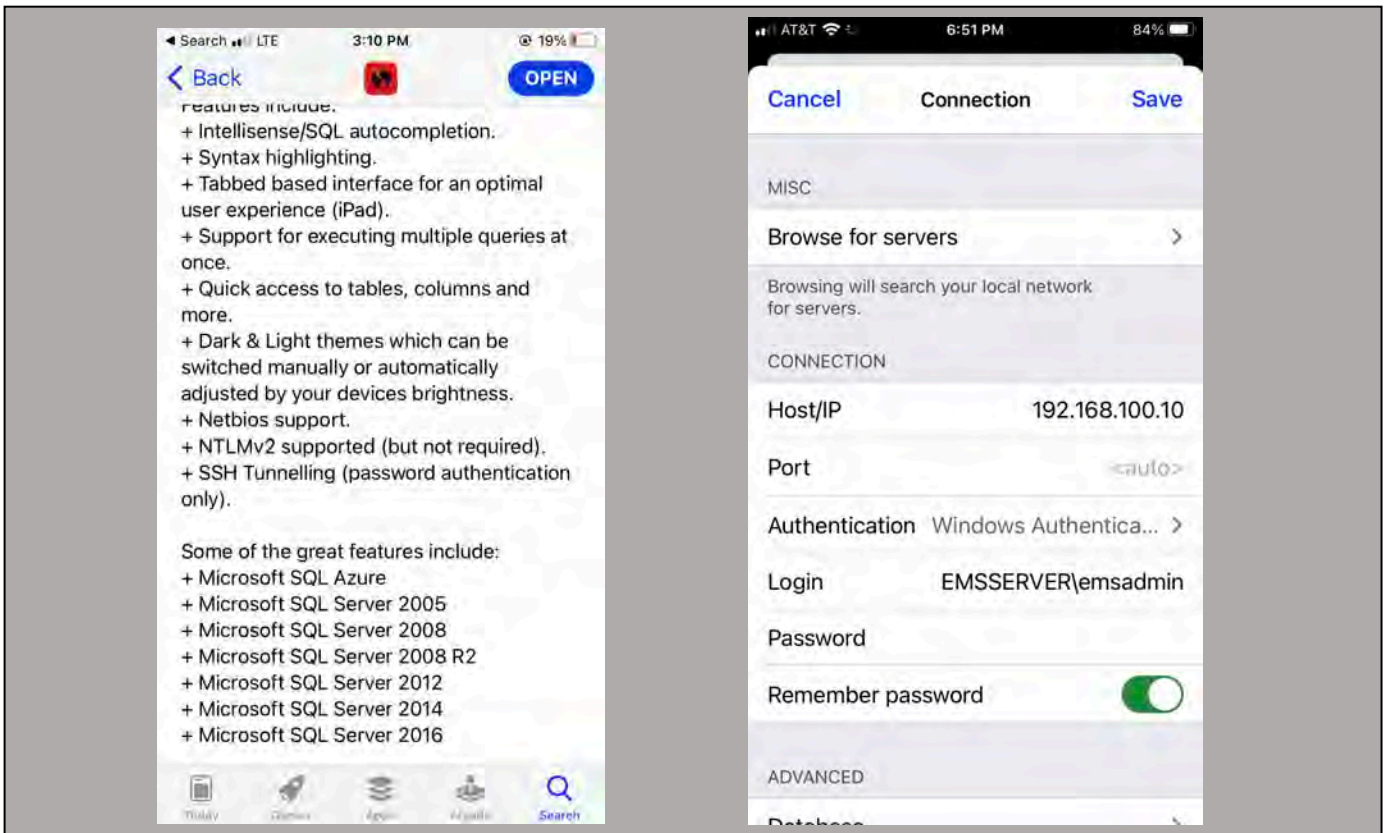 Search LTE 3:10 PM 19%
Back OPEN
Features include:
+ Intellisense/SQL autocompletion.
+ Syntax highlighting.
+ Tabbed based interface for an optimal
user experience (iPad).
+ Support for executing multiple queries at
once.
+ Quick access to tables, columns and
more.
+ Dark & Light themes which can be
switched manually or automatically
adjusted by your devices brightness.
+ Netbios support.
+ NTLMv2 supported (but not required).
+ SSH Tunnelling (password authentication
only).
Some of the great features include:
+ Microsoft SQL Azure
+ Microsoft SQL Server 2005
+ Microsoft SQL Server 2008
+ Microsoft SQL Server 2008 R2
+ Microsoft SQL Server 2012
+ Microsoft SQL Server 2014
+ Microsoft SQL Server 2016
Today Games Apps Arcade Search
AT&T 6:51 PM 84%
Cancel Connection Save
MISC
Browse for servers >
Browsing will search your local network
for servers.
CONNECTION
Host/IP 192.168.100.10
Port <auto>
Authentication Windows Authentica... >
Login EMSSERVER\emsadmin
Password
Remember password
ADVANCED
Database